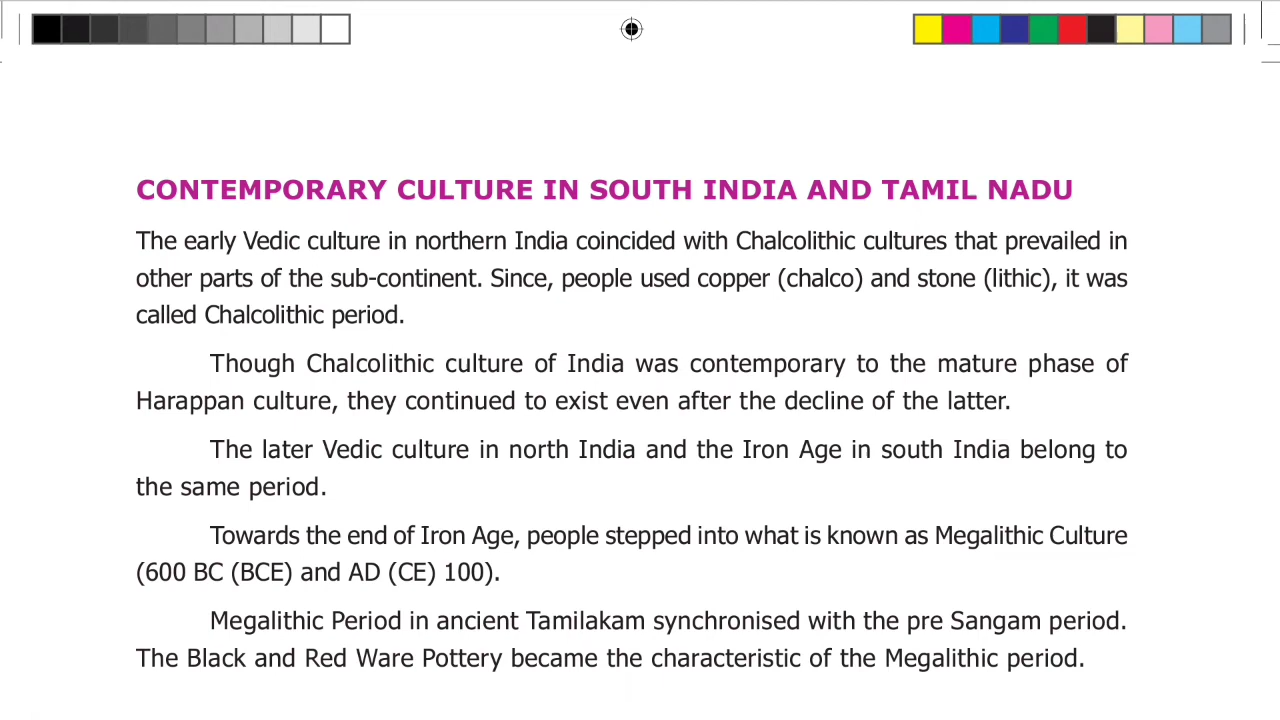 CONTEMPORARY CULTURE IN SOUTH INDIA AND TAMIL NADU
The early Vedic culture in northern India coincided with Chalcolithic cultures that prevailed in
other parts of the sub-continent. Since, people used copper (chalco) and stone (lithic), it was
called Chalcolithic period.
Though Chalcolithic culture of India was contemporary to the mature phase of
Harappan culture, they continued to exist even after the decline of the latter.
The later Vedic culture in north India and the Iron Age in south India belong to
the same period.
Towards the end of Iron Age, people stepped into what is known as Megalithic Culture
(600 BC (BCE) and AD (CE) 100).
Megalithic Period in ancient Tamilakam synchronised with the pre Sangam period.
The Black and Red Ware Pottery became the characteristic of the Megalithic period.